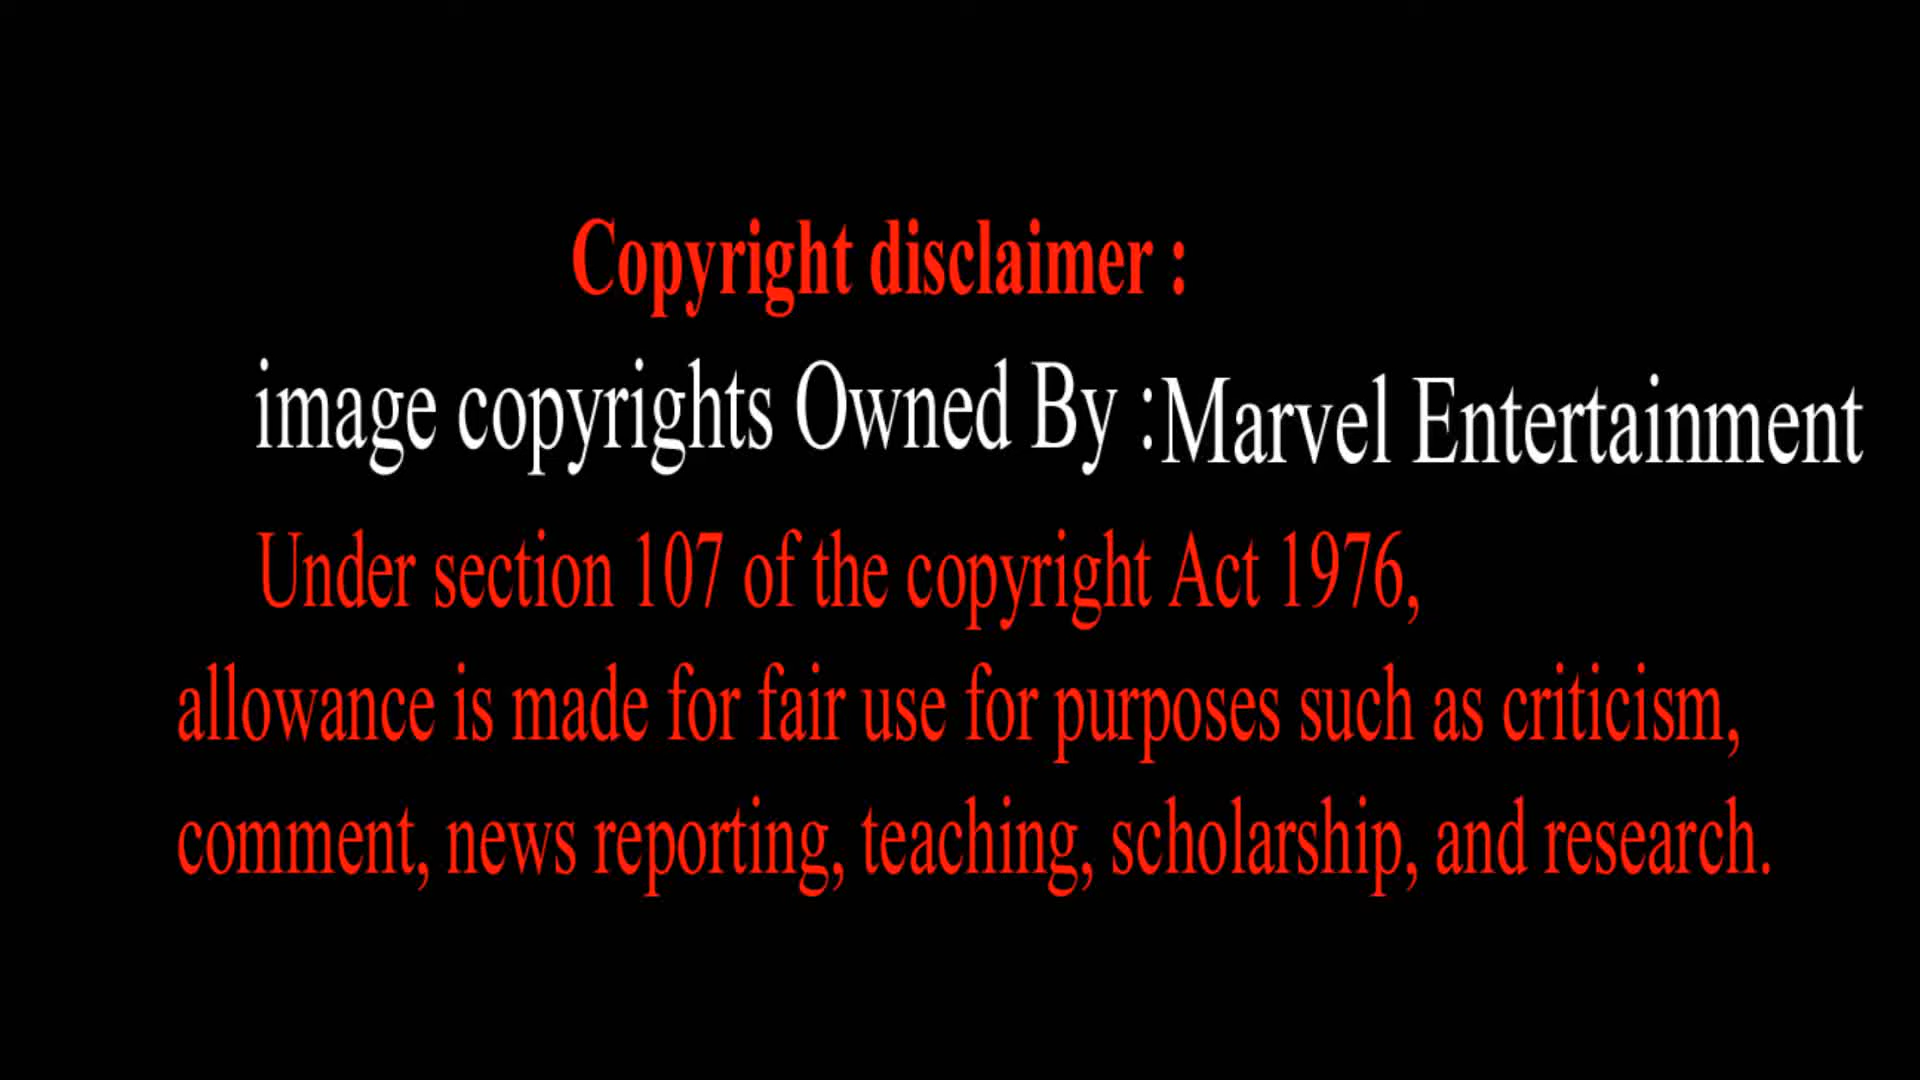 Copyright disclaimer :
image copyrights Owned By :Marvel Entertainment
Under section 107 of the copyright Act 1976,
allowance is made for fair use for purposes such as criticism,
comment, news reporting, teaching, scholarship, and research.